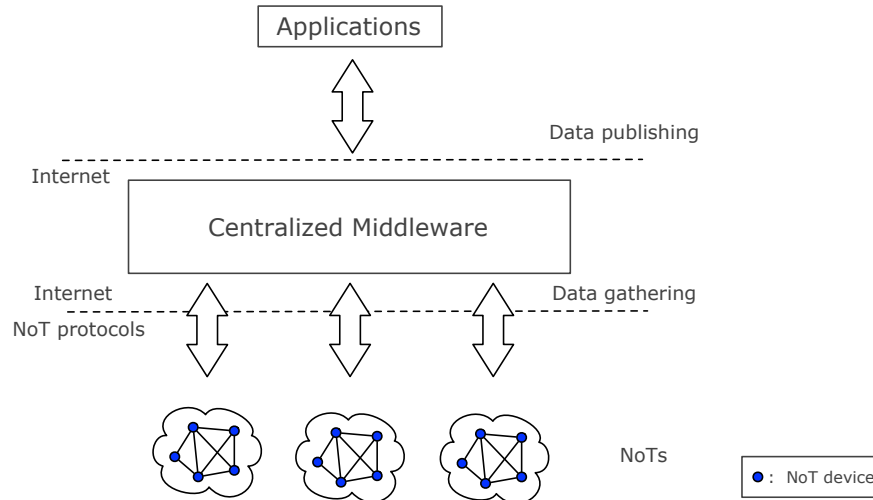 Applications
Data publishing
Internet
Centralized Middleware
Internet
Data gathering
NoT protocols
NoTs
: NoT device